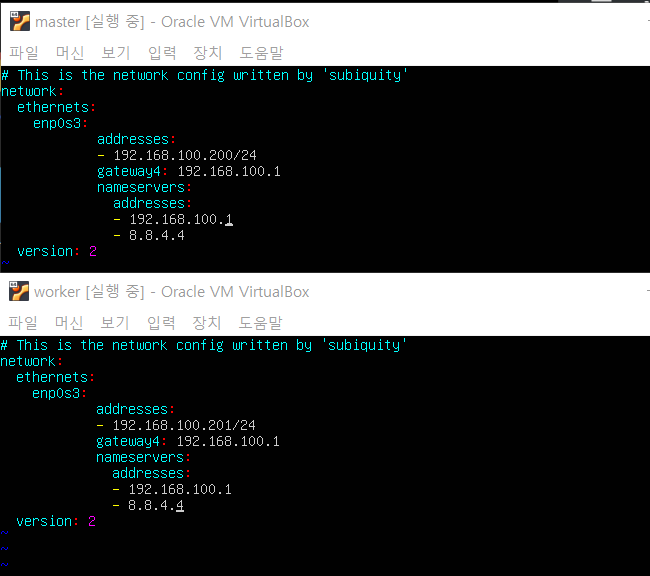 master [실행 중] - Oracle VM VirtualBox
파일 머신 보기 입력 장치 도움말
# This is the network config written by 'subiquity'
network:
  ethernets:
    enp0s3:
            addresses:
            - 192.168.100.200/24
            gateway4: 192.168.100.1
            nameservers:
              addresses:
              - 192.168.100.1
              - 8.8.4.4
  version: 2
~
worker [실행 중] - Oracle VM VirtualBox
파일 머신 보기 입력 장치 도움말
# This is the network config written by 'subiquity'
network:
  ethernets:
    enp0s3:
            addresses:
            - 192.168.100.201/24
            gateway4: 192.168.100.1
            nameservers:
              addresses:
              - 192.168.100.1
              - 8.8.4.4
  version: 2
~
~
~